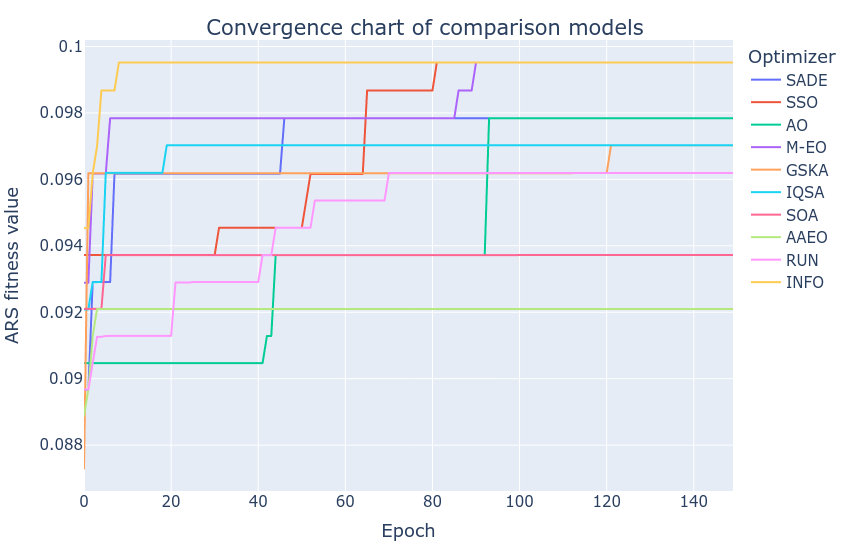 Convergence chart of comparison models
ARS fitness value
0.1
0.098
0.096
0.094
0.092
0.09
0.088
0
20
40
60
80
100
120
140
Epoch
Optimizer
SADE
SSO
AO
M-EO
GSKA
IQSA
SOA
AAEO
RUN
INFO